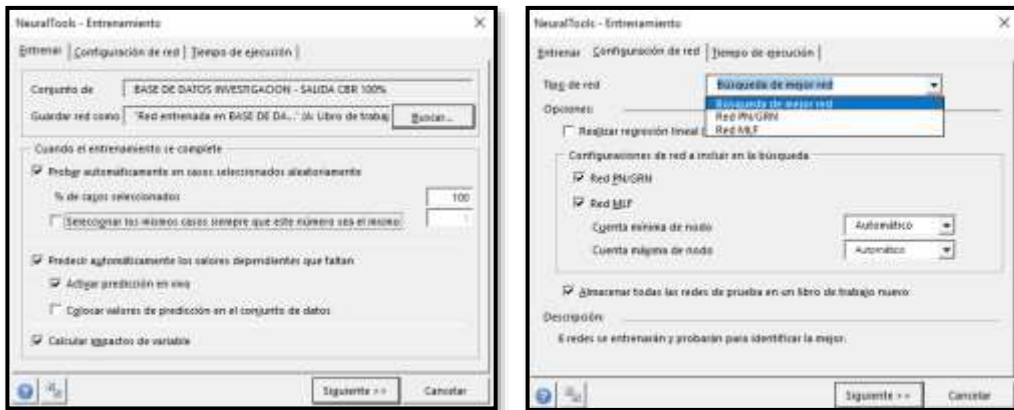 NeuralTools - Entrenamiento
Entrenar
Configuración de red
Tiempo de ejecución
Conjunto de
BASE DE DATOS INVESTIGACION - SALIDA CBR 100%
Guardar red como
"Red entrenada en BASE DE DA..." (A Libro de trabaj
Buscar...
Cuando el entrenamiento se complete
Probar automáticamente en casos seleccionados aleatoriamente
% de casos seleccionados
100
Seleccionar los mismos casos siempre que este número sea el mismo:
1
Predecir automáticamente los valores dependientes que faltan
Activar predicción en vivo
Colocar valores de predicción en el conjunto de datos
Calcular impactos de variable
Siguiente >>
Cancelar
NeuralTools - Entrenamiento
Entrenar
Configuración de red
Tiempo de ejecución
Tipo de red
Búsqueda de mejor red
Búsqueda de mejor red
Red PN/GRN
Red MLF
Opciones:
Realizar regresión lineal
Configuraciones de red a incluir en la búsqueda
Red PN/GRN
Red MLF
Cuenta mínima de nodo
Automático
Cuenta máxima de nodo
Automático
Almacenar todas las redes de prueba en un libro de trabajo nuevo
Descripción:
6 redes se entrenarán y probarán para identificar la mejor.
Siguiente >>
Cancelar